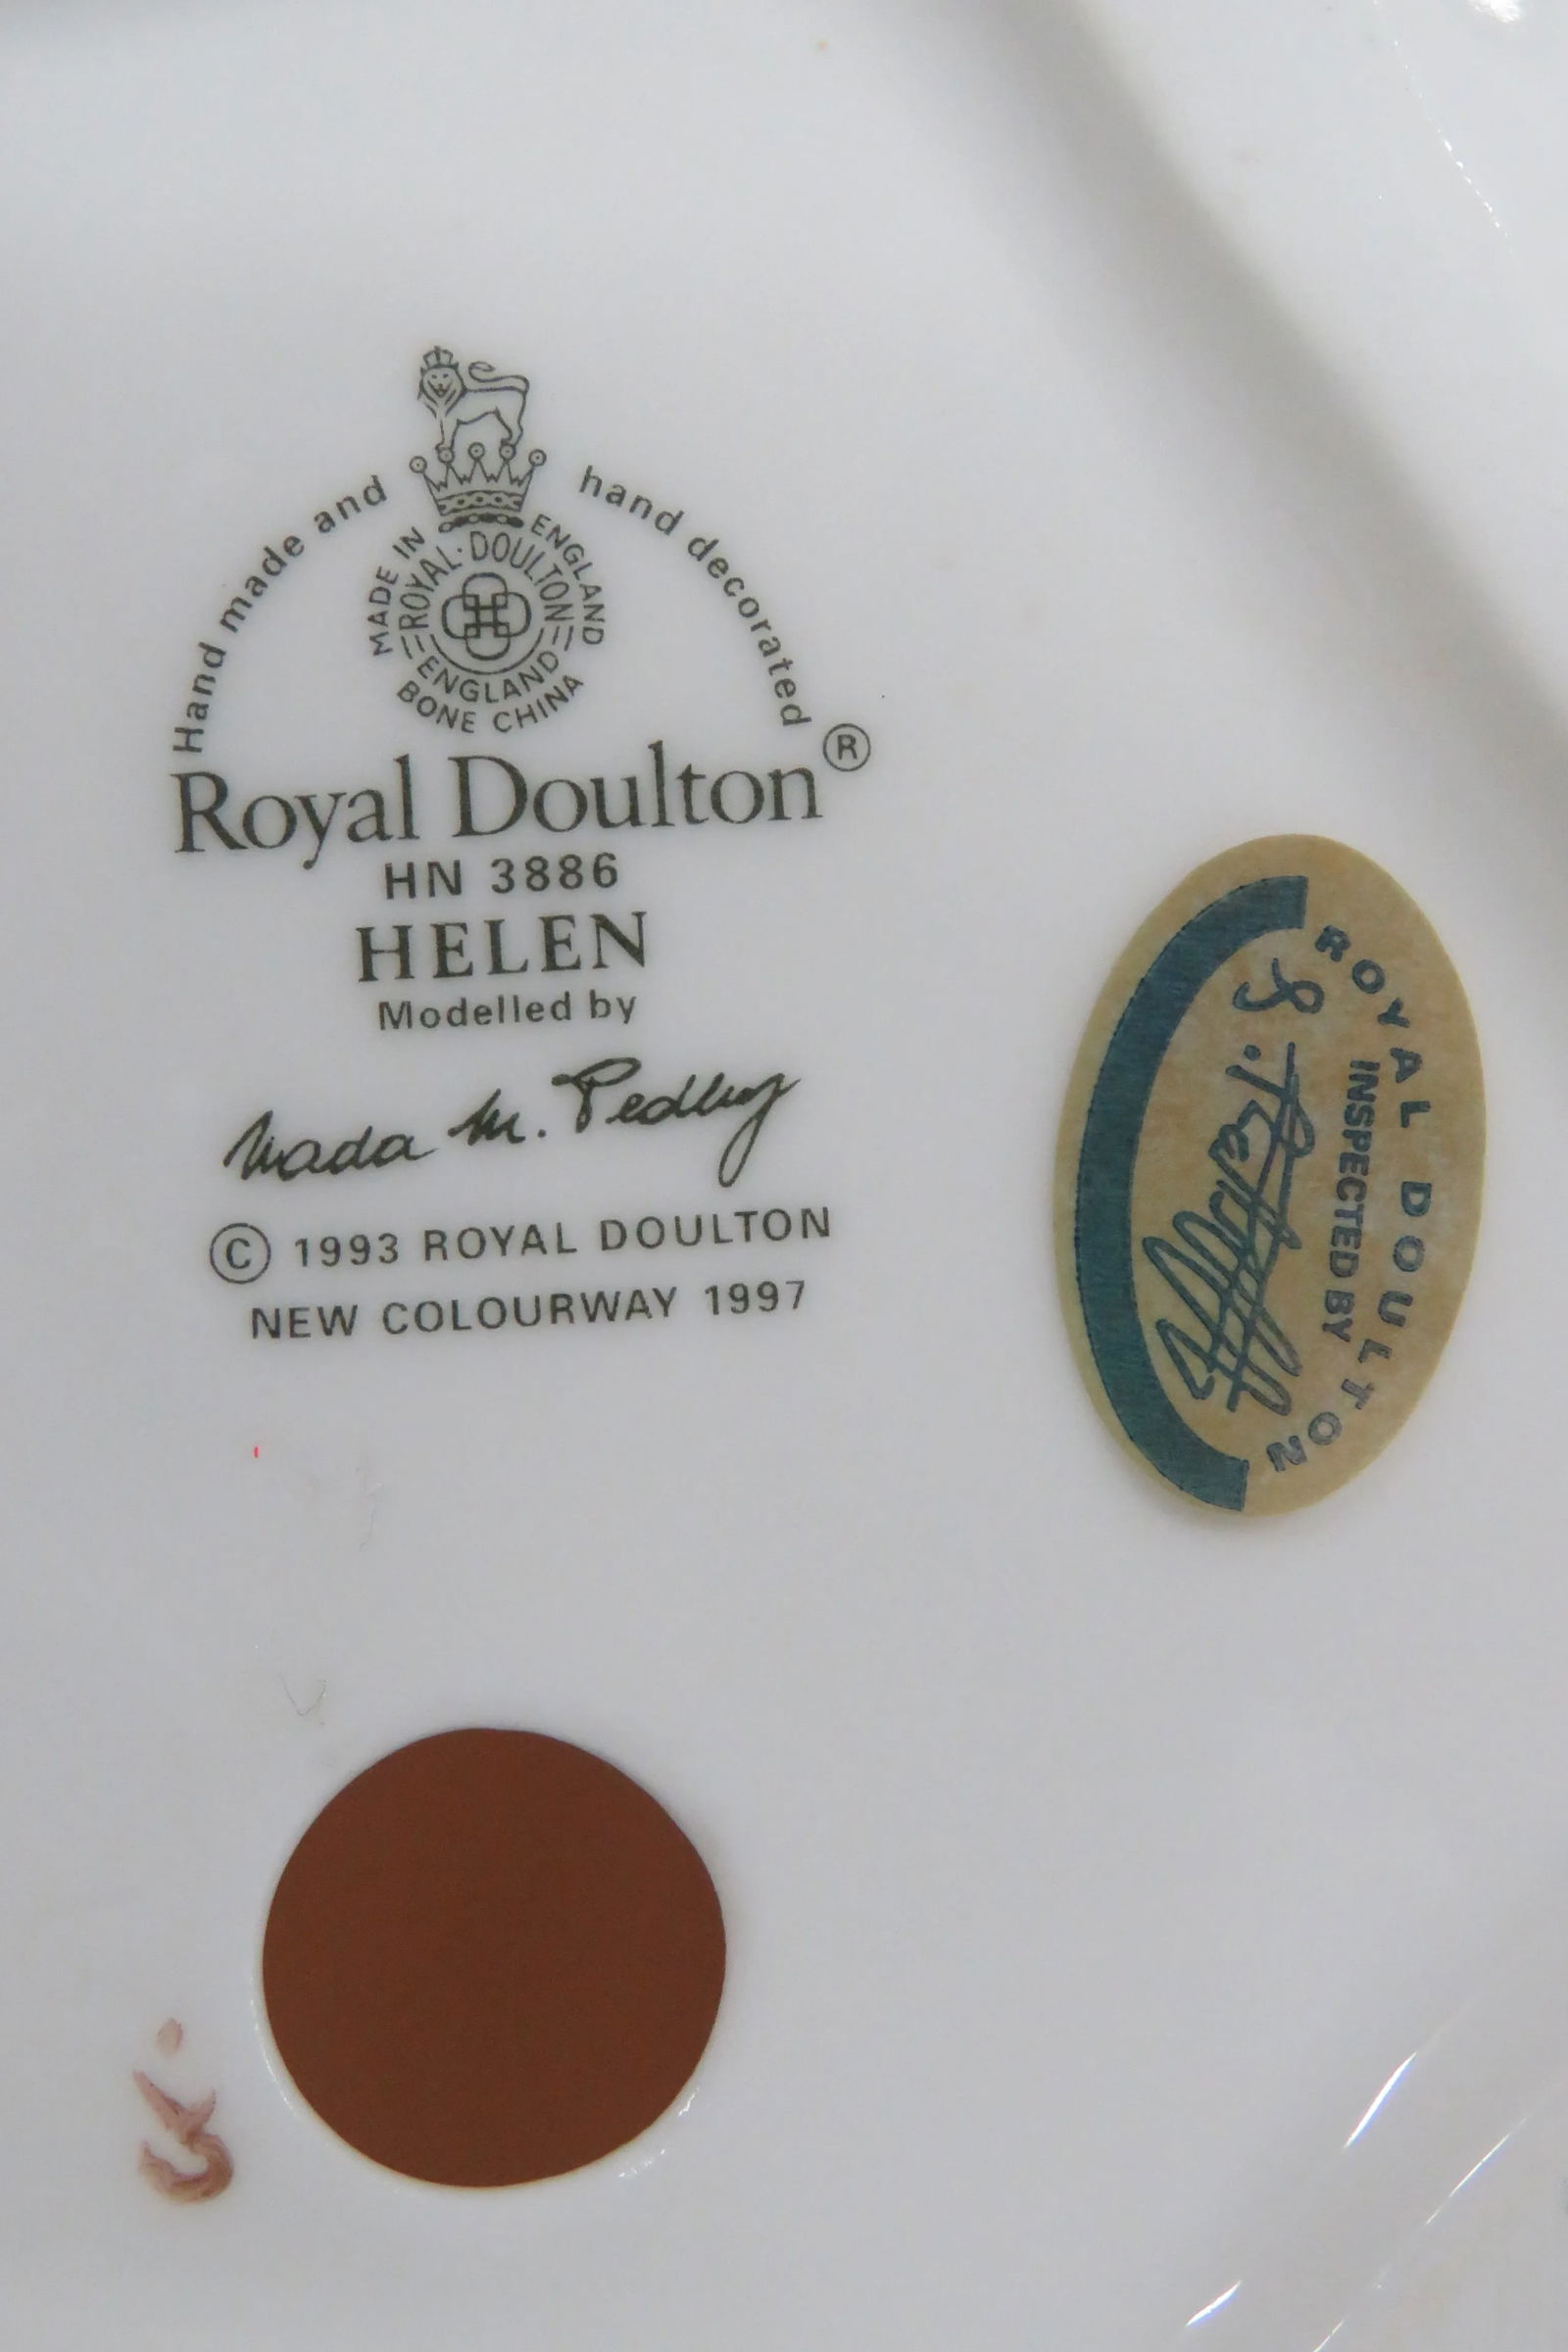 Hand made and hand decorated
MADE IN ENGLAND
ROYAL·DOULTON
ENGLAND
BONE CHINA
Royal Doulton®
HN 3886
HELEN
Modelled by
Nada M. Pedley
© 1993 ROYAL DOULTON
NEW COLOURWAY 1997
ROYAL DOULTON
INSPECTED BY